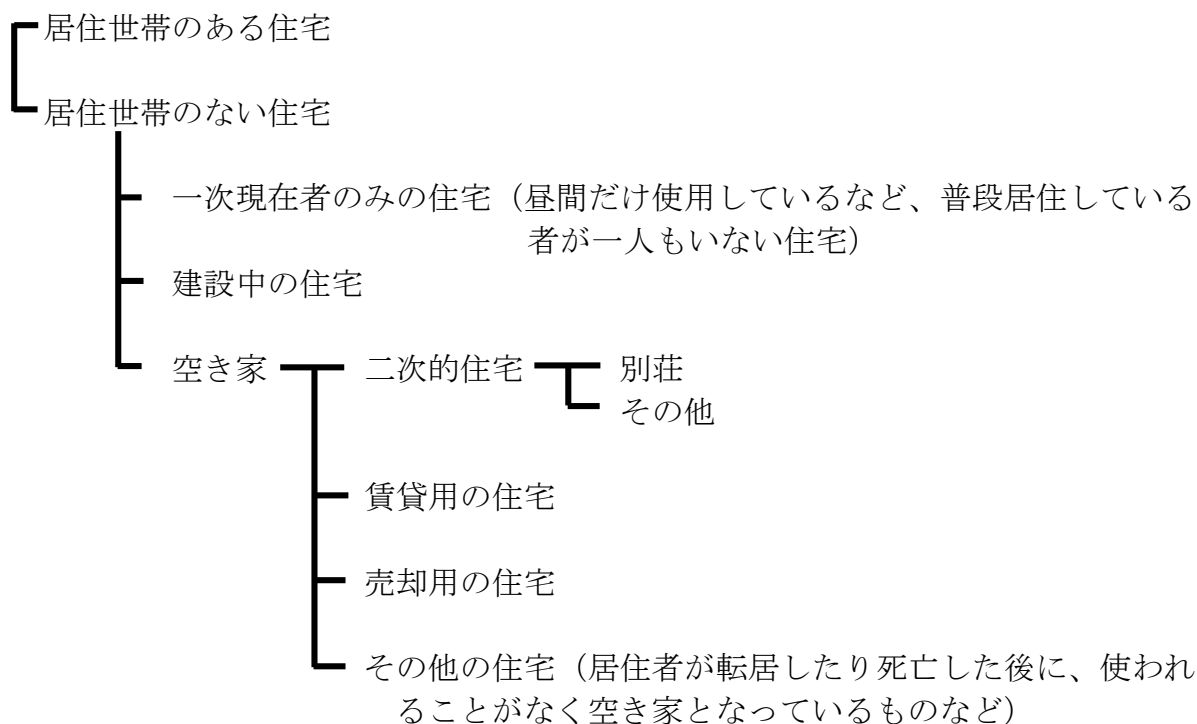 居住世帯のある住宅
居住世帯のない住宅
一次現在者のみの住宅（昼間だけ使用しているなど、普段居住している
者が一人もいない住宅）
建設中の住宅
空き家
二次的住宅
別荘
その他
賃貸用の住宅
売却用の住宅
その他の住宅（居住者が転居したり死亡した後に、使われ
ることがなく空き家となっているものなど）